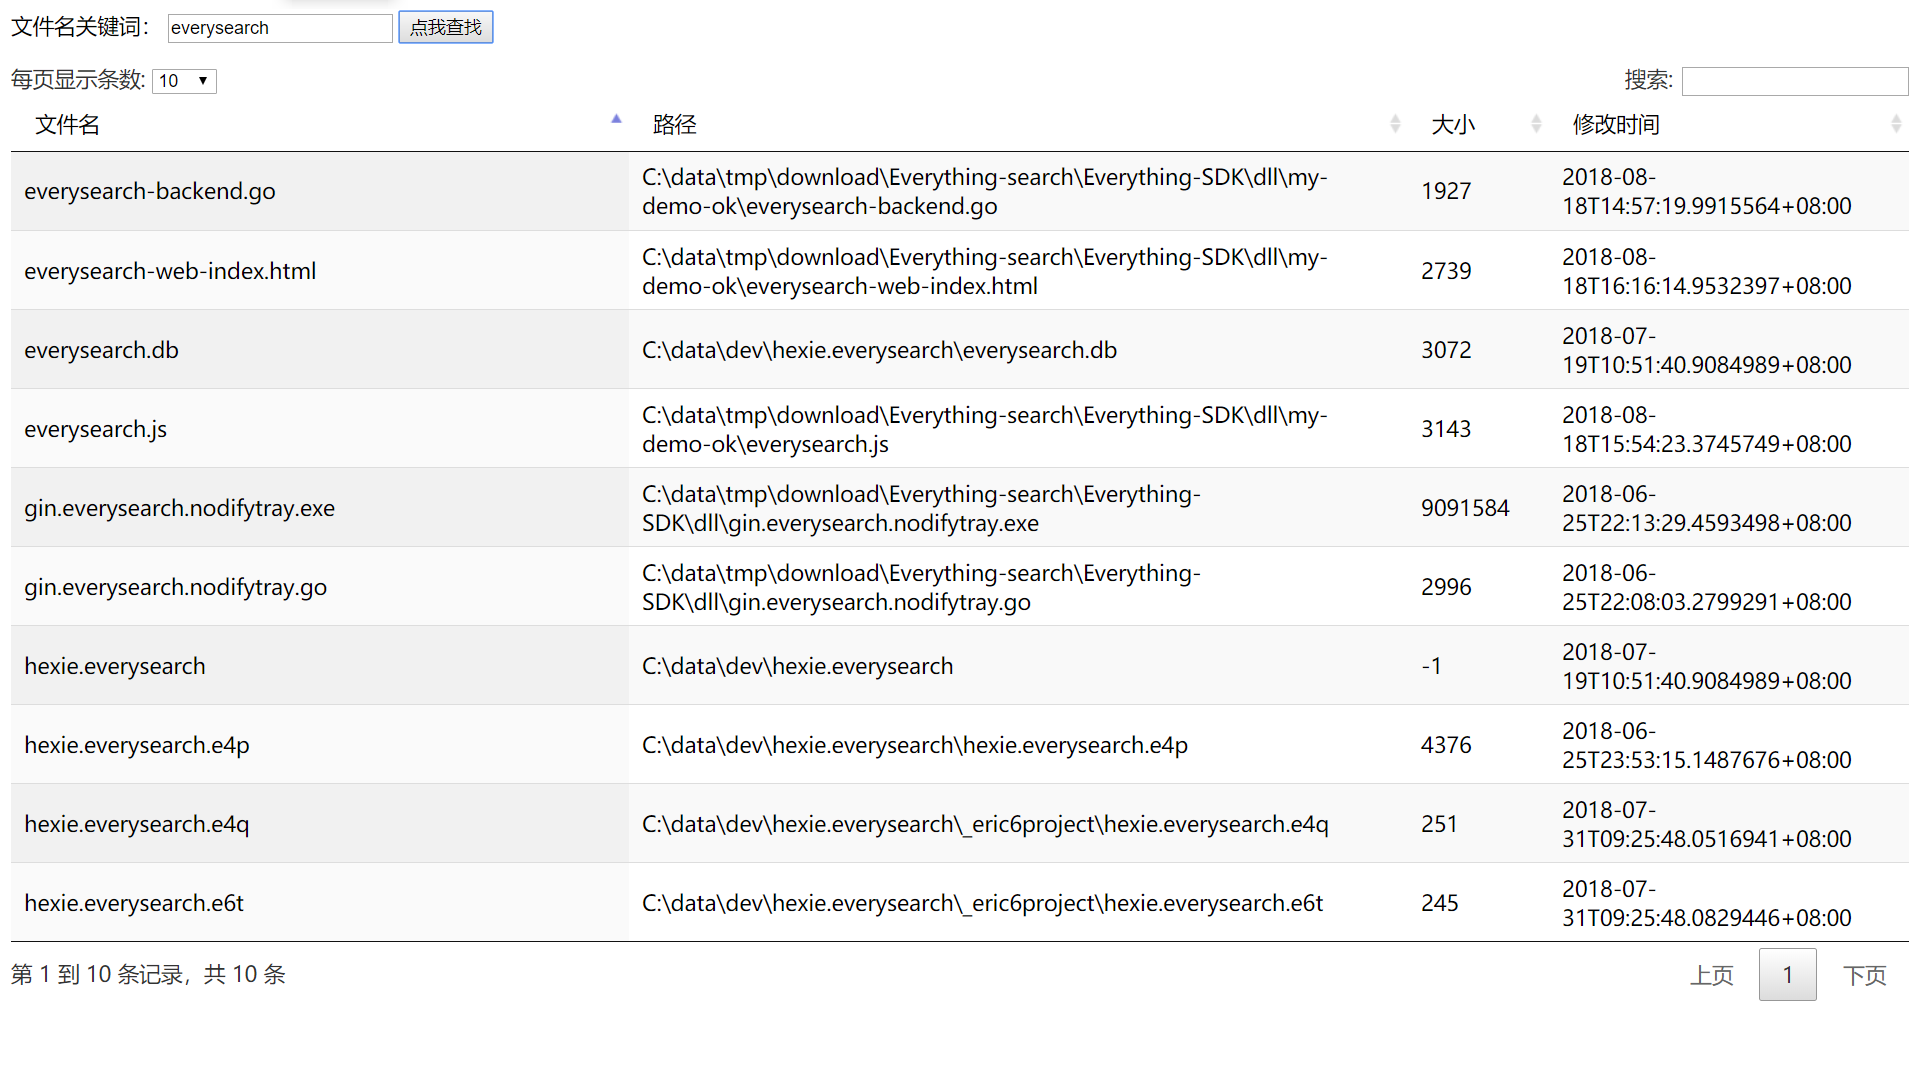 文件名关键词： everysearch 点我查找
每页显示条数: 10 搜索:
文件名 路径 大小 修改时间
everysearch-backend.go C:\data\tmp\download\Everything-search\Everything-SDK\dll\my- 1927 2018-08-
demo-ok\everysearch-backend.go 18T14:57:19.9915564+08:00
everysearch-web-index.html C:\data\tmp\download\Everything-search\Everything-SDK\dll\my- 2739 2018-08-
demo-ok\everysearch-web-index.html 18T16:16:14.9532397+08:00
everysearch.db C:\data\dev\hexie.everysearch\everysearch.db 3072 2018-07-
19T10:51:40.9084989+08:00
everysearch.js C:\data\tmp\download\Everything-search\Everything-SDK\dll\my- 3143 2018-08-
demo-ok\everysearch.js 18T15:54:23.3745749+08:00
gin.everysearch.nodifytray.exe C:\data\tmp\download\Everything-search\Everything- 9091584 2018-06-
SDK\dll\gin.everysearch.nodifytray.exe 25T22:13:29.4593498+08:00
gin.everysearch.nodifytray.go C:\data\tmp\download\Everything-search\Everything- 2996 2018-06-
SDK\dll\gin.everysearch.nodifytray.go 25T22:08:03.2799291+08:00
hexie.everysearch C:\data\dev\hexie.everysearch -1 2018-07-
19T10:51:40.9084989+08:00
hexie.everysearch.e4p C:\data\dev\hexie.everysearch\hexie.everysearch.e4p 4376 2018-06-
25T23:53:15.1487676+08:00
hexie.everysearch.e4q C:\data\dev\hexie.everysearch\_eric6project\hexie.everysearch.e4q 251 2018-07-
31T09:25:48.0516941+08:00
hexie.everysearch.e6t C:\data\dev\hexie.everysearch\_eric6project\hexie.everysearch.e6t 245 2018-07-
31T09:25:48.0829446+08:00
第 1 到 10 条记录，共 10 条 上页 1 下页